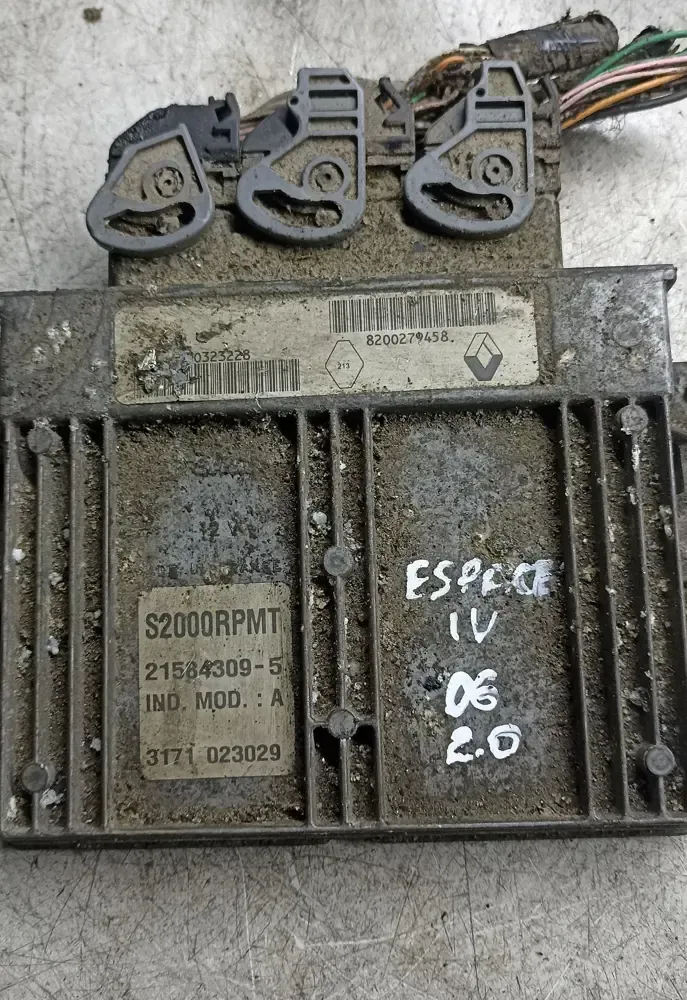 0323228
8200279458.
213
S2000RPMT
21584309-5
IND. MOD. : A
3171 023029
ESPACE
IV
06
2.0